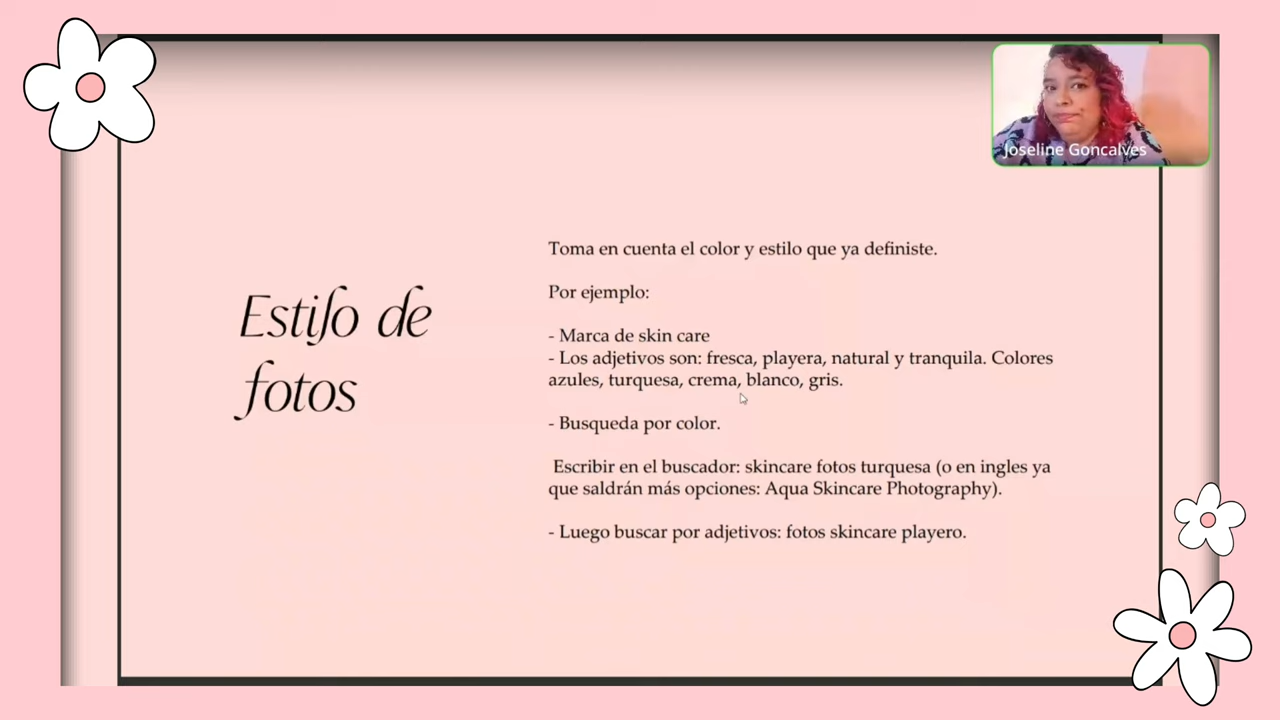 Joseline Goncalves
Estilo de
fotos
Toma en cuenta el color y estilo que ya definiste.
Por ejemplo:
- Marca de skin care
- Los adjetivos son: fresca, playera, natural y tranquila. Colores
azules, turquesa, crema, blanco, gris.
- Busqueda por color.
Escribir en el buscador: skincare fotos turquesa (o en ingles ya
que saldrán más opciones: Aqua Skincare Photography).
- Luego buscar por adjetivos: fotos skincare playero.